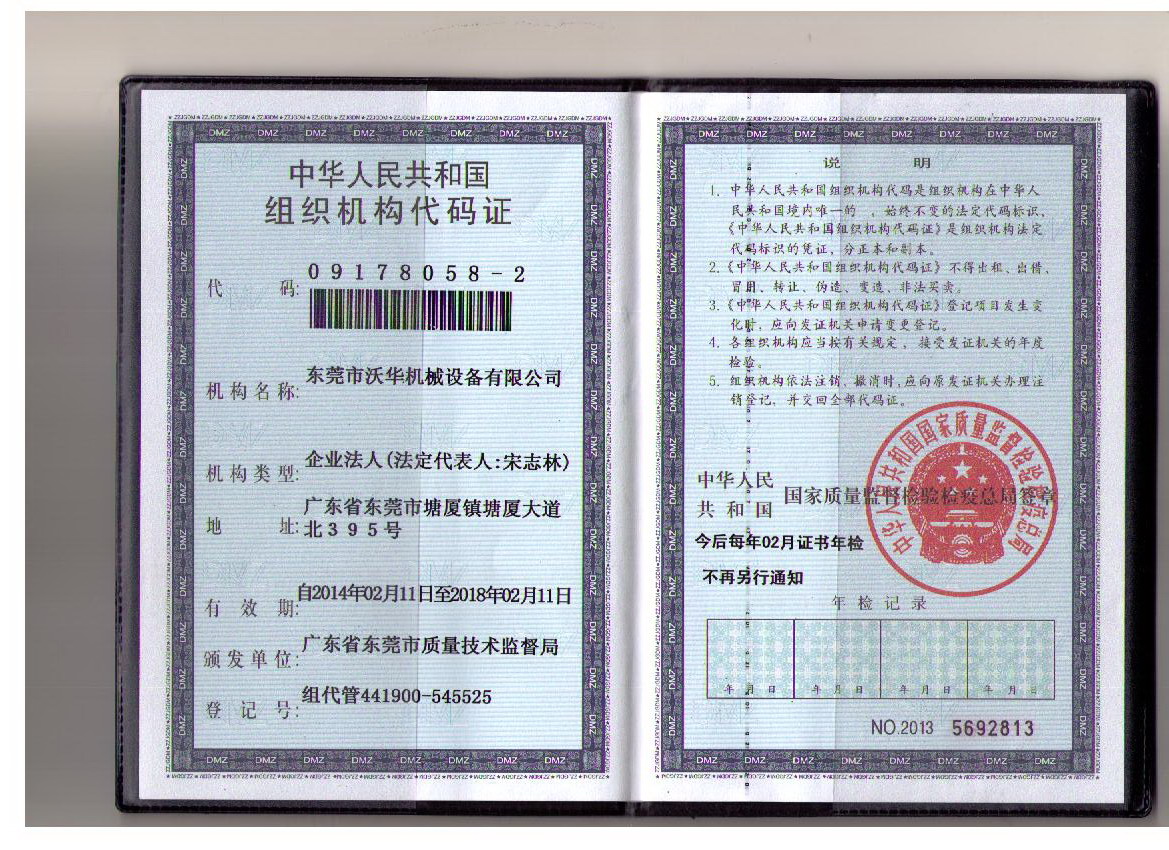 中华人民共和国
组织机构代码证
代 码:
09178058-2
机构名称:
东莞市沃华机械设备有限公司
机构类型:
企业法人(法定代表人:宋志林)
地 址:
广东省东莞市塘厦镇塘厦大道
北395号
有 效 期:
自2014年02月11日至2018年02月11日
颁发单位:
广东省东莞市质量技术监督局
登 记 号:
组代管441900-545525
说 明
1. 中华人民共和国组织机构代码是组织机构在中华人
民共和国境内唯一的 、始终不变的法定代码标识,
《中华人民共和国组织机构代码证》是组织机构法定
代码标识的凭证,分正本和副本。
2.《中华人民共和国组织机构代码证》不得出租、出借、
冒用、转让、伪造、变造、非法买卖。
3.《中华人民共和国组织机构代码证》登记项目发生变
化时,应向发证机关申请变更登记。
4. 各组织机构应当按有关规定,接受发证机关的年度
检验。
5. 组织机构依法注销、撤消时,应向原发证机关办理注
销登记,并交回全部代码证。
中华人民
共和国
国家质量监督检验检疫总局签章
中华人民共和国国家质量监督检验检疫总局
今后每年02月证书年检
不再另行通知
年检记录
年 月 日 年 月 日 年 月 日 年 月 日
NO.2013 5692813
DMZ